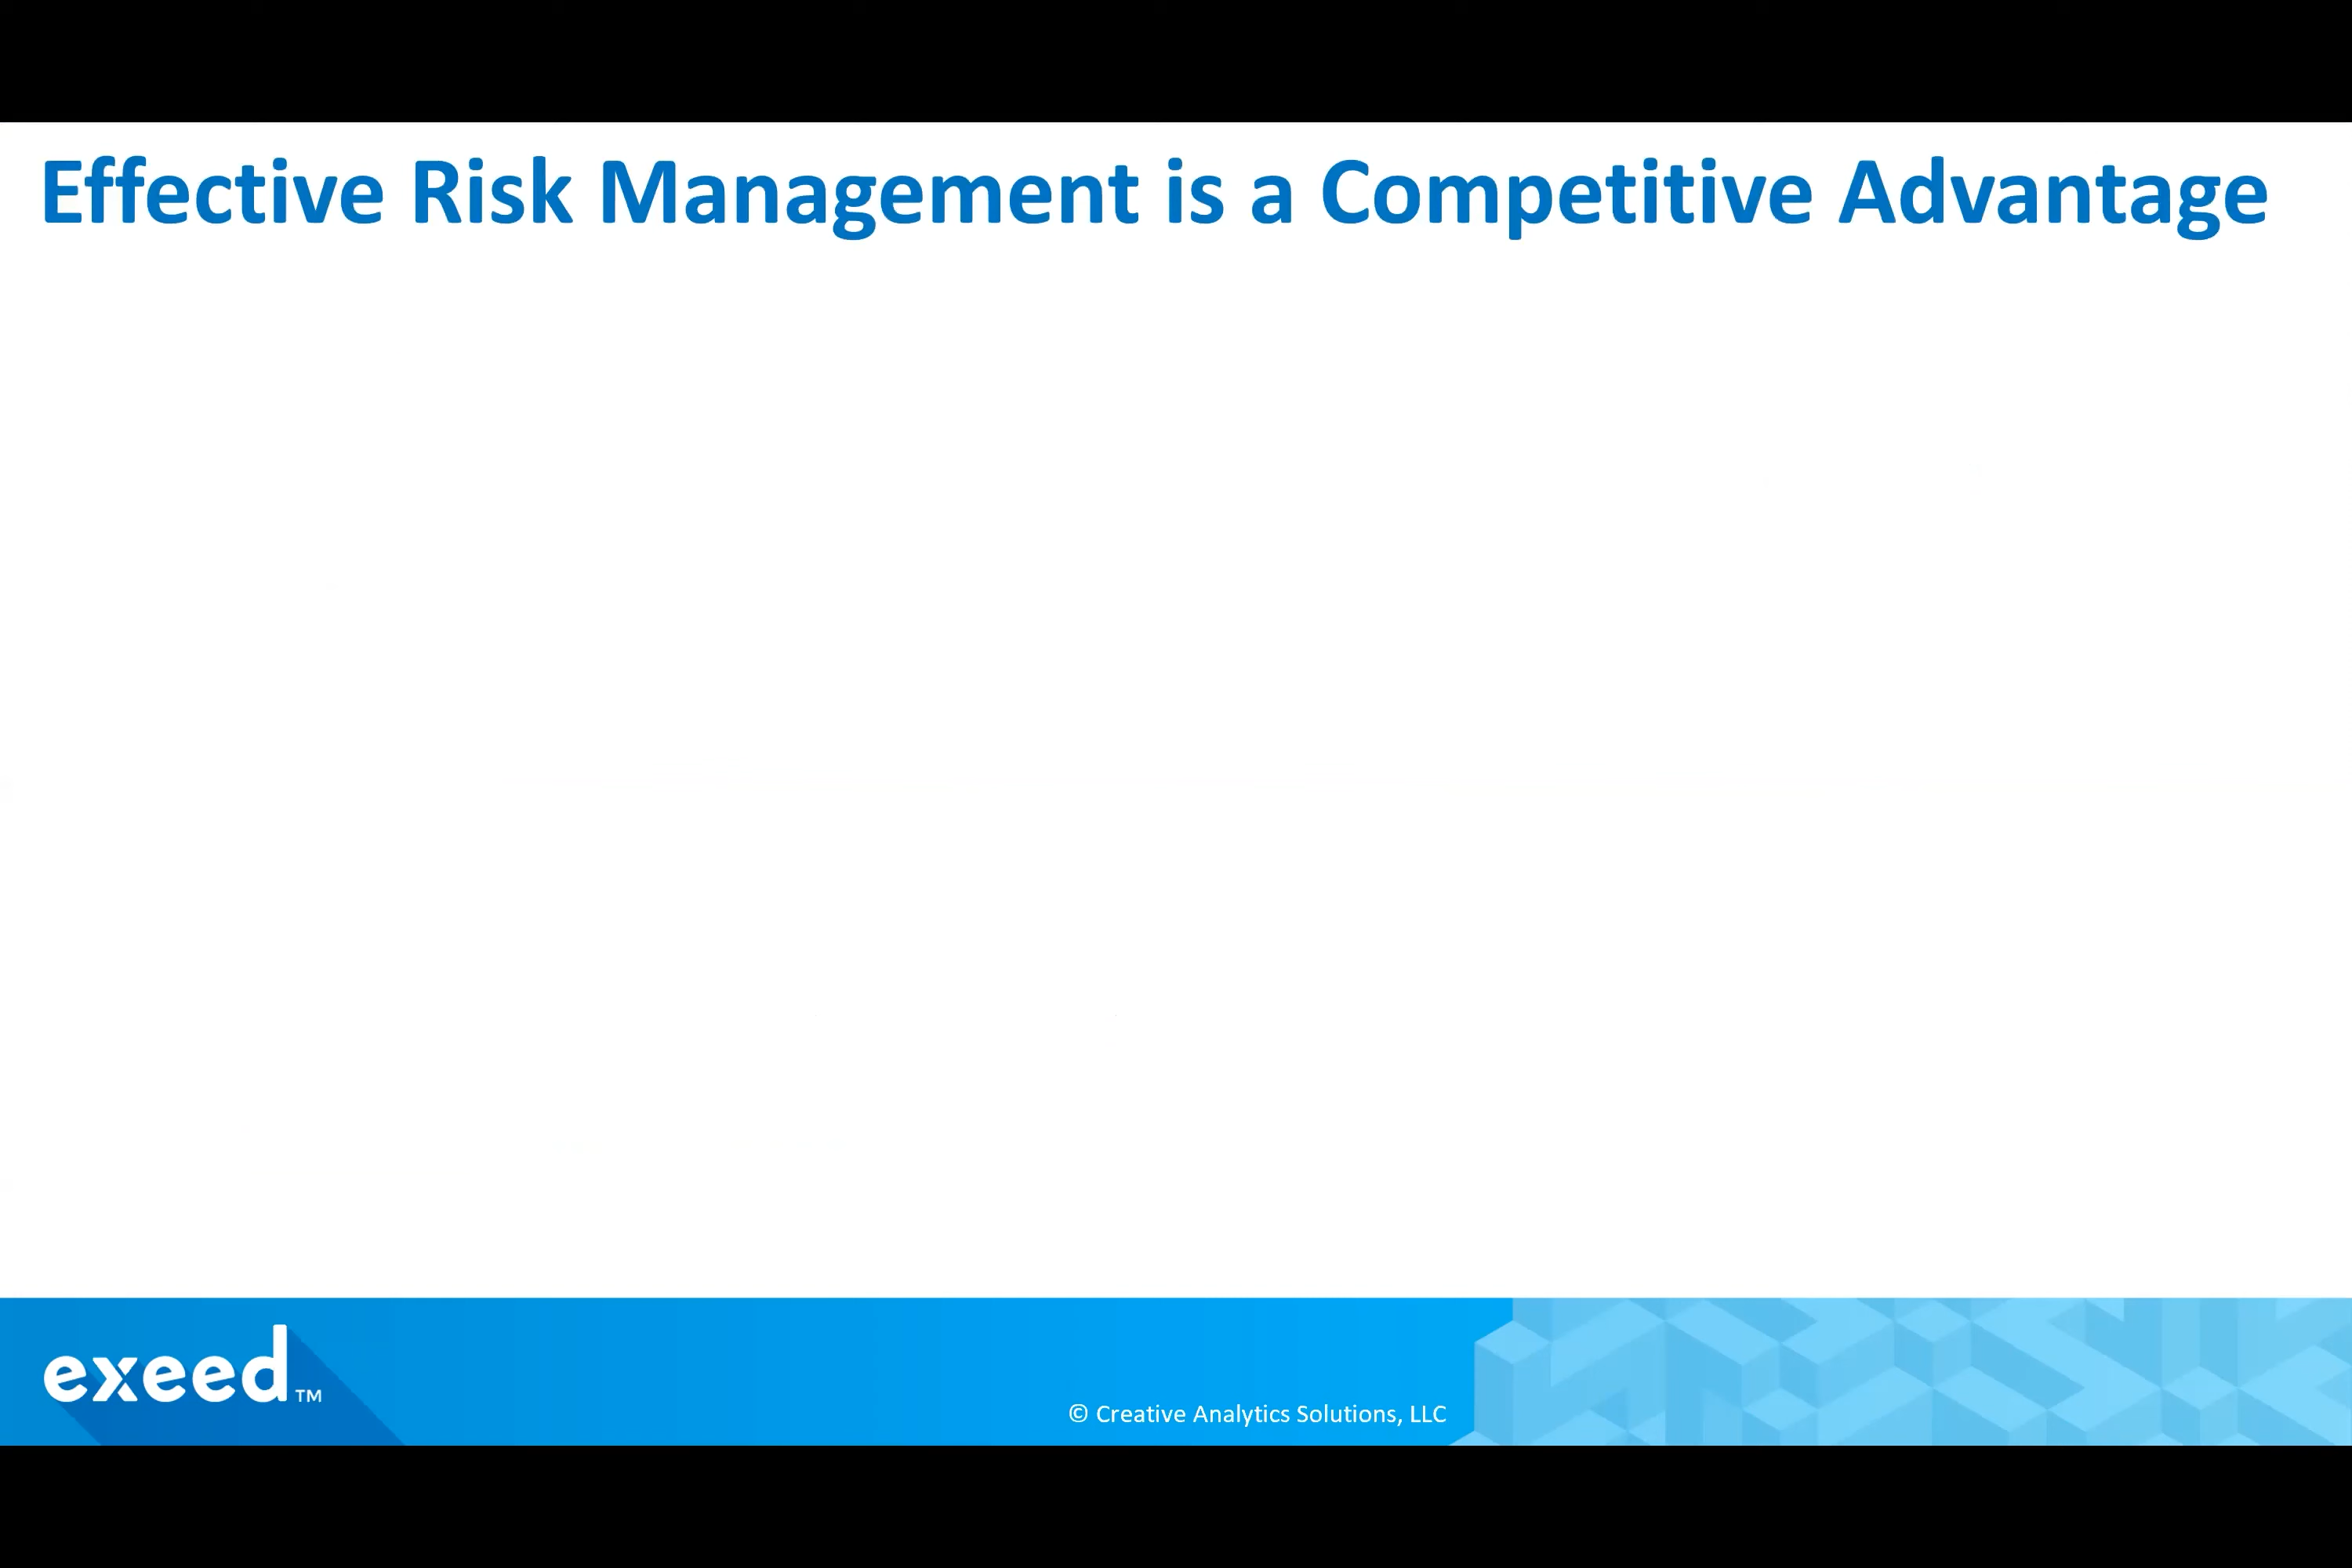 Effective Risk Management is a Competitive Advantage
exeed™
© Creative Analytics Solutions, LLC